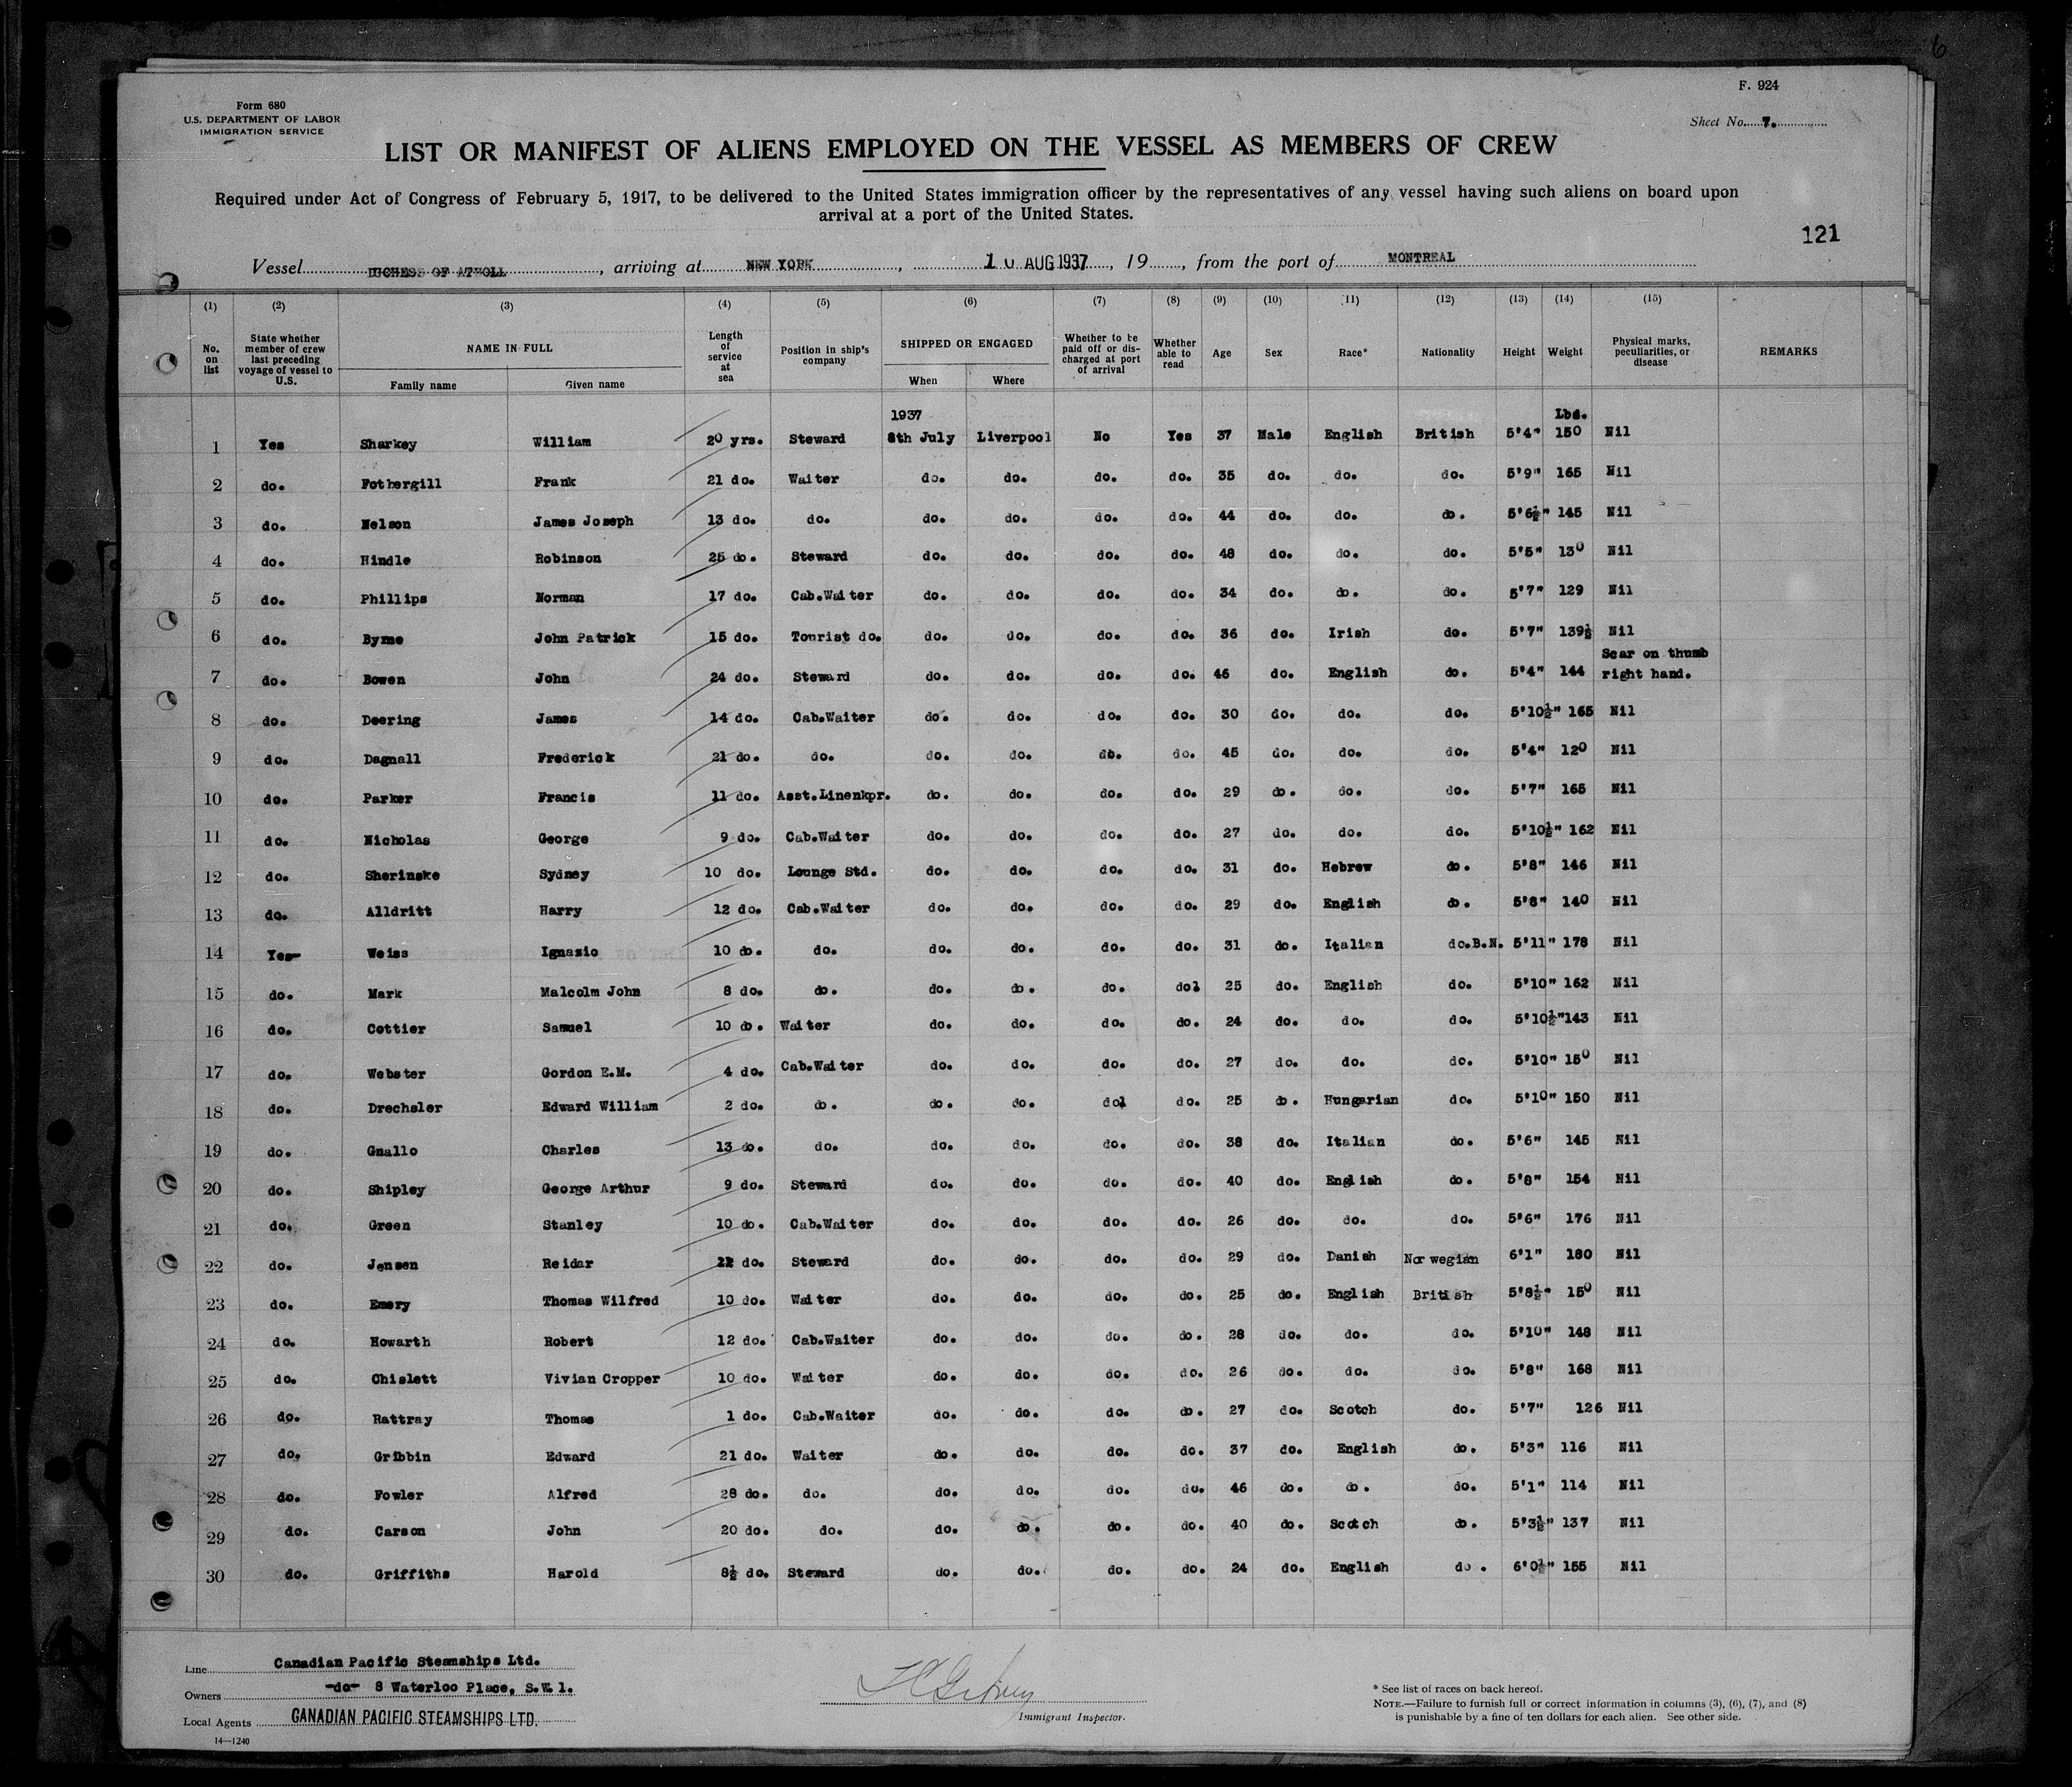 F. 924
Form 680
U.S. DEPARTMENT OF LABOR
IMMIGRATION SERVICE
Sheet No. 7.
LIST OR MANIFEST OF ALIENS EMPLOYED ON THE VESSEL AS MEMBERS OF CREW
Required under Act of Congress of February 5, 1917, to be delivered to the United States immigration officer by the representatives of any vessel having such aliens on board upon
arrival at a port of the United States.
121
Vessel DUCHESS OF ATHOLL, arriving at NEW YORK, 10 AUG 1937, 19, from the port of MONTREAL
(1) (2) (3) (4) (5) (6) (7) (8) (9) (10) (11) (12) (13) (14) (15)
No. on list | State whether member of crew last preceding voyage of vessel to U.S. | NAME IN FULL Family name Given name | Length of service at sea | Position in ship's company | SHIPPED OR ENGAGED When Where | Whether to be paid off or discharged at port of arrival | Whether able to read | Age | Sex | Race* | Nationality | Height | Weight | Physical marks, peculiarities, or disease | REMARKS
1937 Lbs.
1 Yes Sharkey William 20 yrs. Steward 8th July Liverpool No Yes 37 Male English British 5'4" 150 Nil
2 do. Fothergill Frank 21 do. Waiter do. do. do. do. 35 do. do. do. 5'9" 165 Nil
3 do. Nelson James Joseph 13 do. do. do. do. do. do. 44 do. do. do. 5'6½" 145 Nil
4 do. Hindle Robinson 25 do. Steward do. do. do. do. 48 do. do. do. 5'5" 130 Nil
5 do. Phillips Norman 17 do. Cab.Waiter do. do. do. do. 34 do. do. do. 5'7" 129 Nil
6 do. Byrne John Patrick 15 do. Tourist do. do. do. do. do. 36 do. Irish do. 5'7" 139½ Nil
7 do. Bowen John 24 do. Steward do. do. do. do. 46 do. English do. 5'4" 144 Scar on thumb right hand.
8 do. Deering James 14 do. Cab.Waiter do. do. do. do. 30 do. do. do. 5'10½" 165 Nil
9 do. Dagnall Frederick 21 do. do. do. do. do. do. 45 do. do. do. 5'4" 120 Nil
10 do. Parker Francis 11 do. Asst.Linenkpr. do. do. do. do. 29 do. do. do. 5'7" 165 Nil
11 do. Nicholas George 9 do. Cab.Waiter do. do. do. do. 27 do. do. do. 5'10½" 162 Nil
12 do. Sherinske Sydney 10 do. Lounge Std. do. do. do. do. 31 do. Hebrew do. 5'8" 146 Nil
13 do. Alldritt Harry 12 do. Cab.Waiter do. do. do. do. 29 do. English do. 5'8" 140 Nil
14 Yes Weiss Ignazio 10 do. do. do. do. do. do. 31 do. Italian do.B.N. 5'11" 178 Nil
15 do. Mark Malcolm John 8 do. do. do. do. do. dol 25 do. English do. 5'10" 162 Nil
16 do. Cottier Samuel 10 do. Waiter do. do. do. do. 24 do. do. do. 5'10½" 143 Nil
17 do. Webster Gordon E.M. 4 do. Cab.Waiter do. do. do. do. 27 do. do. do. 5'10" 150 Nil
18 do. Drechsler Edward William 2 do. do. do. do. dol do. 25 do. Hungarian do. 5'10" 150 Nil
19 do. Gnallo Charles 13 do. do. do. do. do. do. 38 do. Italian do. 5'6" 145 Nil
20 do. Shipley George Arthur 9 do. Steward do. do. do. do. 40 do. English do. 5'8" 154 Nil
21 do. Green Stanley 10 do. Cab.Waiter do. do. do. do. 26 do. do. do. 5'6" 176 Nil
22 do. Jensen Reidar do. Steward do. do. do. do. 29 do. Danish Norwegian 6'1" 180 Nil
23 do. Emery Thomas Wilfred 10 do. Waiter do. do. do. do. 25 do. English British 5'8½" 150 Nil
24 do. Howarth Robert 12 do. Cab.Waiter do. do. do. do. 28 do. do. do. 5'10" 148 Nil
25 do. Chislett Vivian Cropper 10 do. Waiter do. do. do. do. 26 do. do. do. 5'8" 168 Nil
26 do. Rattray Thomas 1 do. Cab.Waiter do. do. do. do. 27 do. Scotch do. 5'7" 126 Nil
27 do. Gribbin Edward 21 do. Waiter do. do. do. do. 37 do. English do. 5'3" 116 Nil
28 do. Fowler Alfred 28 do. do. do. do. do. do. 46 do. do. do. 5'1" 114 Nil
29 do. Carson John 20 do. do. do. do. do. do. 40 do. Scotch do. 5'3½" 137 Nil
30 do. Griffiths Harold 8½ do. Steward do. do. do. do. 24 do. English do. 6'0½" 155 Nil
Line Canadian Pacific Steamships Ltd.
Owners -do- 8 Waterloo Place, S.W.1.
Local Agents CANADIAN PACIFIC STEAMSHIPS LTD.
14—1240
Immigrant Inspector.
* See list of races on back hereof.
NOTE.—Failure to furnish full or correct information in columns (3), (6), (7), and (8)
is punishable by a fine of ten dollars for each alien. See other side.